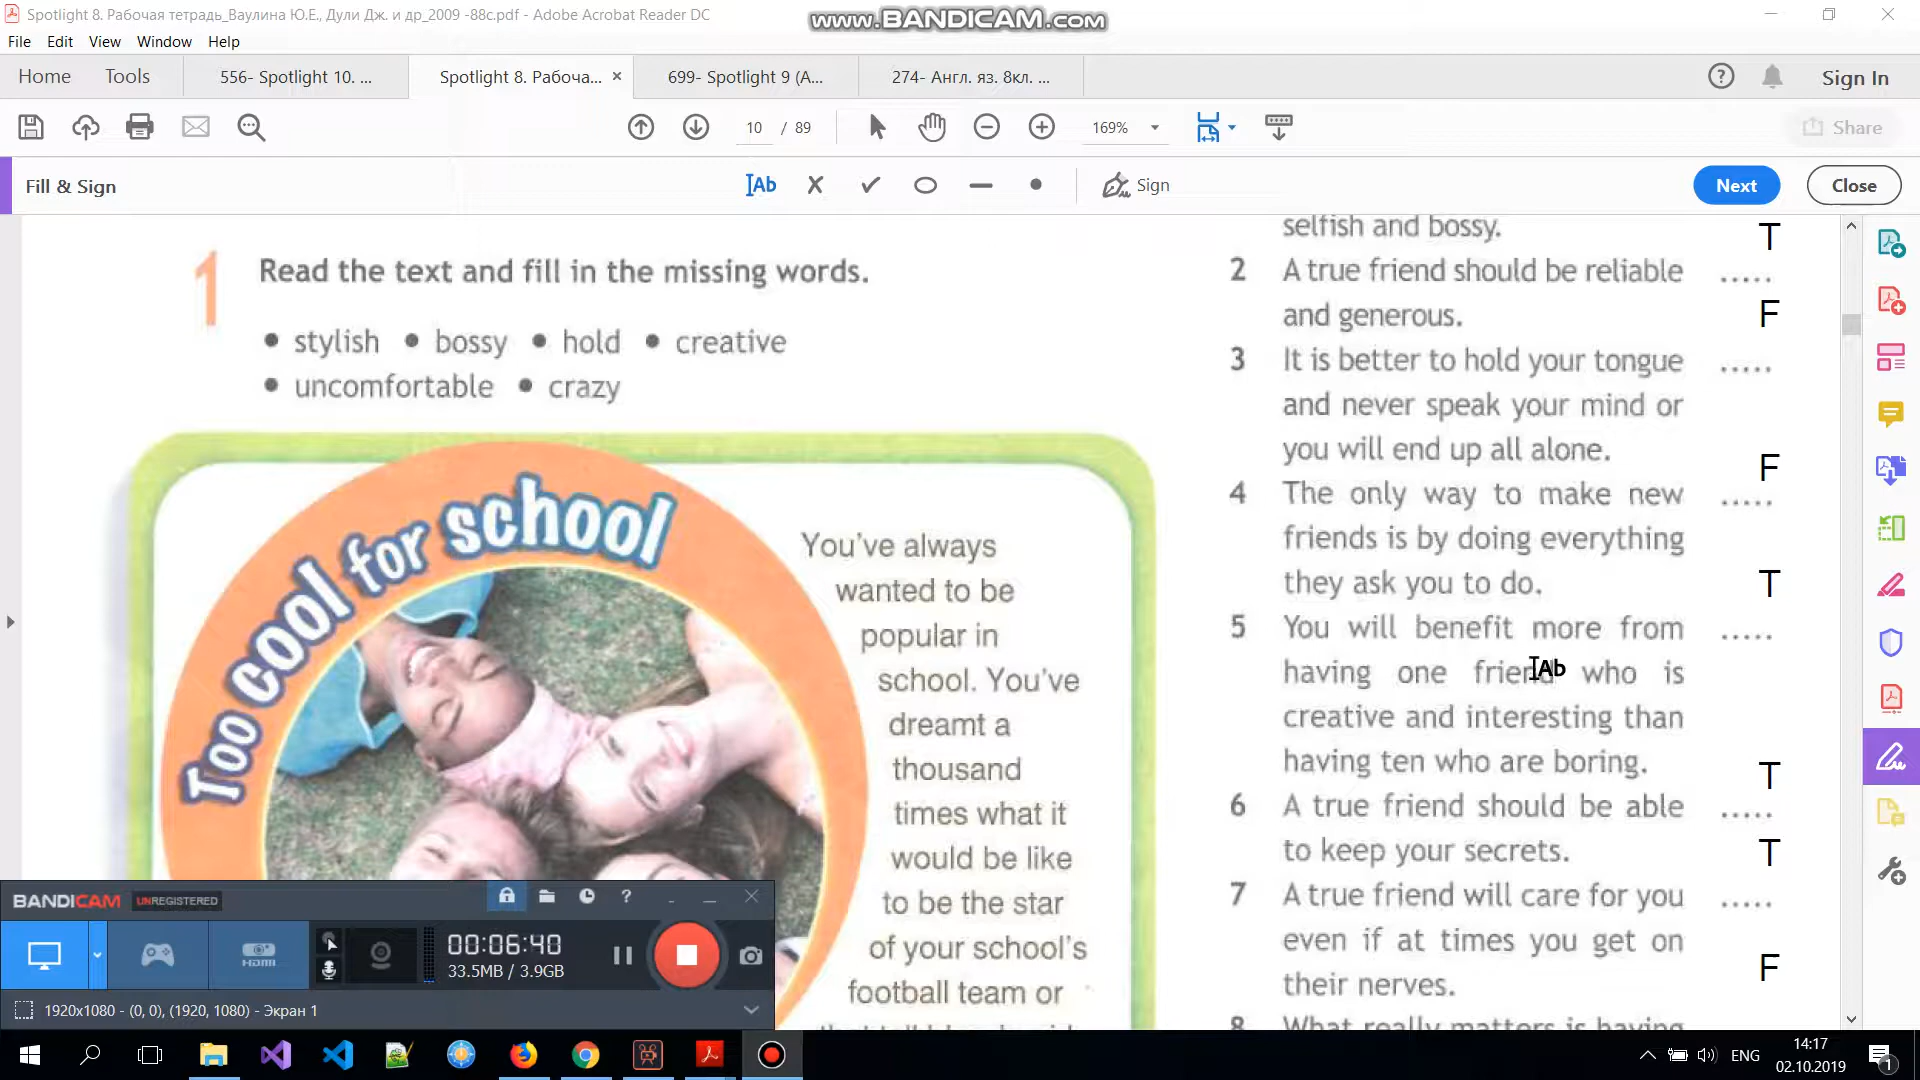 Spotlight 8. Рабочая тетрадь_Ваулина Ю.Е., Дули Дж. и др_2009 -88c.pdf - Adobe Acrobat Reader DC
www.BANDICAM.com
File Edit View Window Help
Home Tools 556- Spotlight 10. ... Spotlight 8. Рабоча... × 699- Spotlight 9 (A... 274- Англ. яз. 8кл. ... Sign In
10 / 89 169% Share
Fill & Sign Ab Sign Next Close
1 Read the text and fill in the missing words.
• stylish • bossy • hold • creative
• uncomfortable • crazy
Too cool for school
You've always
wanted to be
popular in
school. You've
dreamt a
thousand
times what it
would be like
to be the star
of your school's
football team or
selfish and bossy.
T
2 A true friend should be reliable .....
and generous.
F
3 It is better to hold your tongue .....
and never speak your mind or
you will end up all alone.
F
4 The only way to make new .....
friends is by doing everything
they ask you to do.
T
5 You will benefit more from .....
having one friend who is
Ab
creative and interesting than
having ten who are boring.
T
6 A true friend should be able .....
to keep your secrets.
T
7 A true friend will care for you .....
even if at times you get on
their nerves.
F
8 What really matters is having
BANDICAM UNREGISTERED
HDMI
00:06:40
33.5MB / 3.9GB
1920x1080 - (0, 0), (1920, 1080) - Экран 1
ENG
14:17
02.10.2019
1